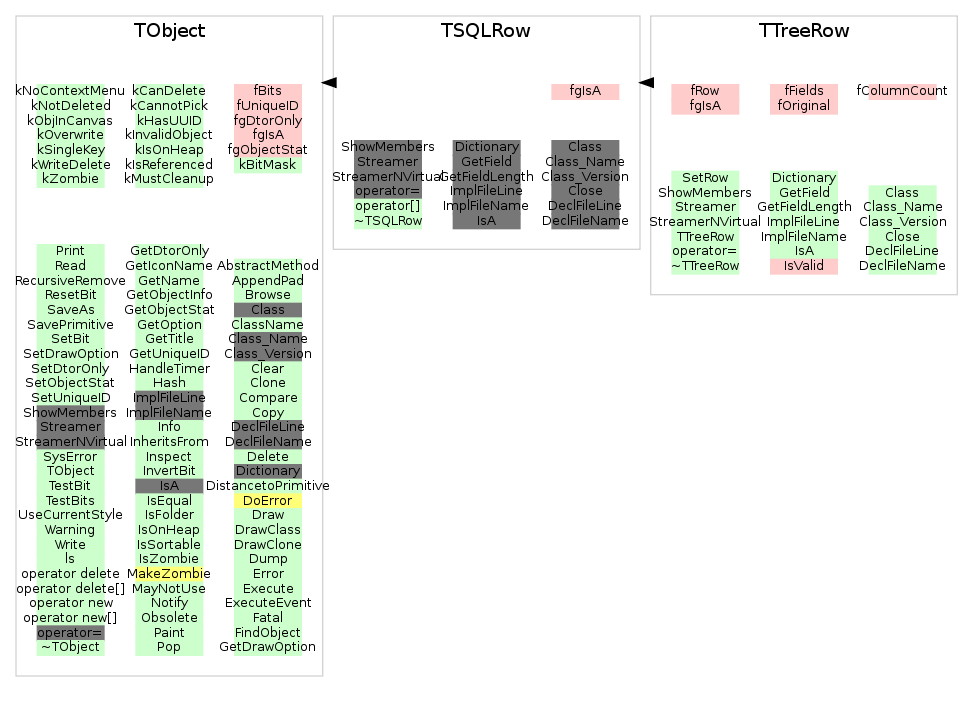 TObject
kNoContextMenu
kNotDeleted
kObjInCanvas
kOverwrite
kSingleKey
kWriteDelete
kZombie
kCanDelete
kCannotPick
kHasUUID
kInvalidObject
kIsOnHeap
kIsReferenced
kMustCleanup
fBits
fUniqueID
fgDtorOnly
fgIsA
fgObjectStat
kBitMask
Print
Read
RecursiveRemove
ResetBit
SaveAs
SavePrimitive
SetBit
SetDrawOption
SetDtorOnly
SetObjectStat
SetUniqueID
ShowMembers
Streamer
StreamerNVirtual
SysError
TObject
TestBit
TestBits
UseCurrentStyle
Warning
Write
ls
operator delete
operator delete[]
operator new
operator new[]
operator=
~TObject
GetDtorOnly
GetIconName
GetName
GetObjectInfo
GetObjectStat
GetOption
GetTitle
GetUniqueID
HandleTimer
Hash
ImplFileLine
ImplFileName
Info
InheritsFrom
Inspect
InvertBit
IsA
IsEqual
IsFolder
IsOnHeap
IsSortable
IsZombie
MakeZombie
MayNotUse
Notify
Obsolete
Paint
Pop
AbstractMethod
AppendPad
Browse
Class
ClassName
Class_Name
Class_Version
Clear
Clone
Compare
Copy
DeclFileLine
DeclFileName
Delete
Dictionary
DistancetoPrimitive
DoError
Draw
DrawClass
DrawClone
Dump
Error
Execute
ExecuteEvent
Fatal
FindObject
GetDrawOption
TSQLRow
fgIsA
ShowMembers
Streamer
StreamerNVirtual
operator=
operator[]
~TSQLRow
Dictionary
GetField
GetFieldLength
ImplFileLine
ImplFileName
IsA
Class
Class_Name
Class_Version
Close
DeclFileLine
DeclFileName
TTreeRow
fRow
fgIsA
fFields
fOriginal
fColumnCount
SetRow
ShowMembers
Streamer
StreamerNVirtual
TTreeRow
operator=
~TTreeRow
Dictionary
GetField
GetFieldLength
ImplFileLine
ImplFileName
IsA
IsValid
Class
Class_Name
Class_Version
Close
DeclFileLine
DeclFileName